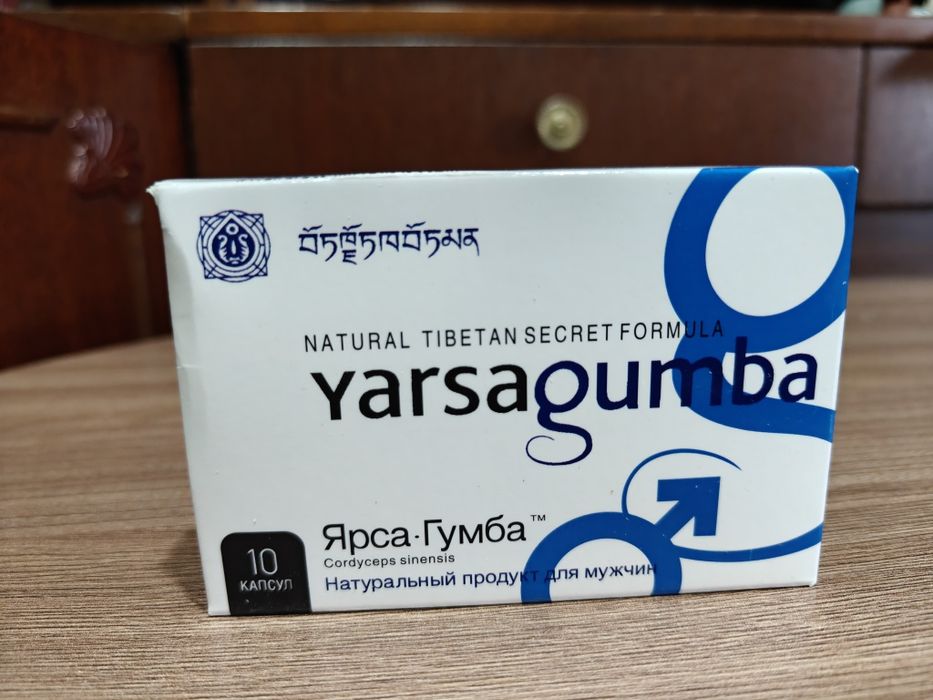 NATURAL TIBETAN SECRET FORMULA
Yarsagumba
Ярса·Гумба™
Cordyceps sinensis
Натуральный продукт для мужчин
10
КАПСУЛ